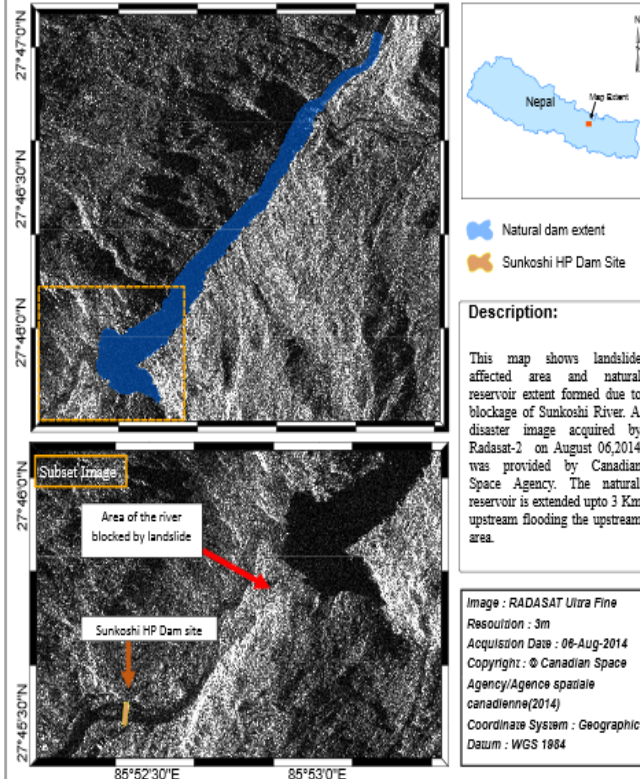 27°47'0"N
27°46'30"N
27°46'0"N
N
Nepal
Map Extent
Natural dam extent
Sunkoshi HP Dam Site
Description:
This map shows landslide
affected area and natural
reservoir extent formed due to
blockage of Sunkoshi River. A
disaster image acquired by
Radasat-2 on August 06,2014
was provided by Canadian
Space Agency. The natural
reservoir is extended upto 3 Km
upstream flooding the upstream
area.
Subset Image
27°46'0"N
Area of the river
blocked by landslide
Sunkoshi HP Dam site
27°45'30"N
85°52'30"E 85°53'0"E
Image : RADASAT Ultra Fine
Resolution : 3m
Acquistion Date : 06-Aug-2014
Copyright : © Canadian Space
Agency/Agence spatiale
canadienne(2014)
Coordinate System : Geographic
Datum : WGS 1984